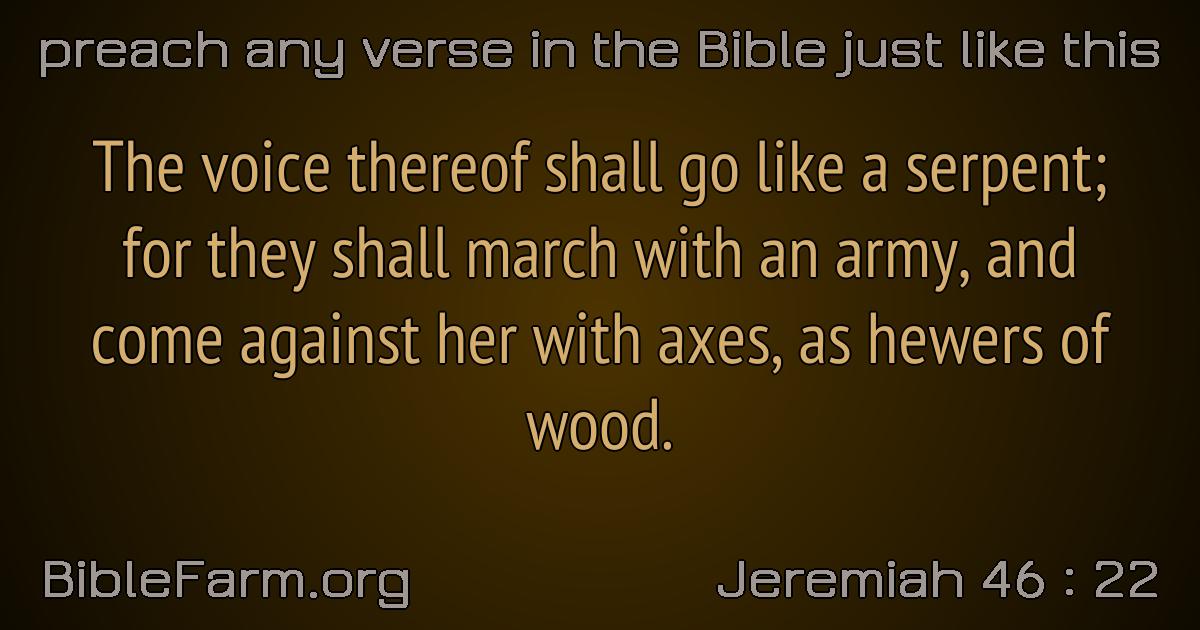 preach any verse in the Bible just like this
The voice thereof shall go like a serpent;
for they shall march with an army, and
come against her with axes, as hewers of
wood.
BibleFarm.org
Jeremiah 46 : 22